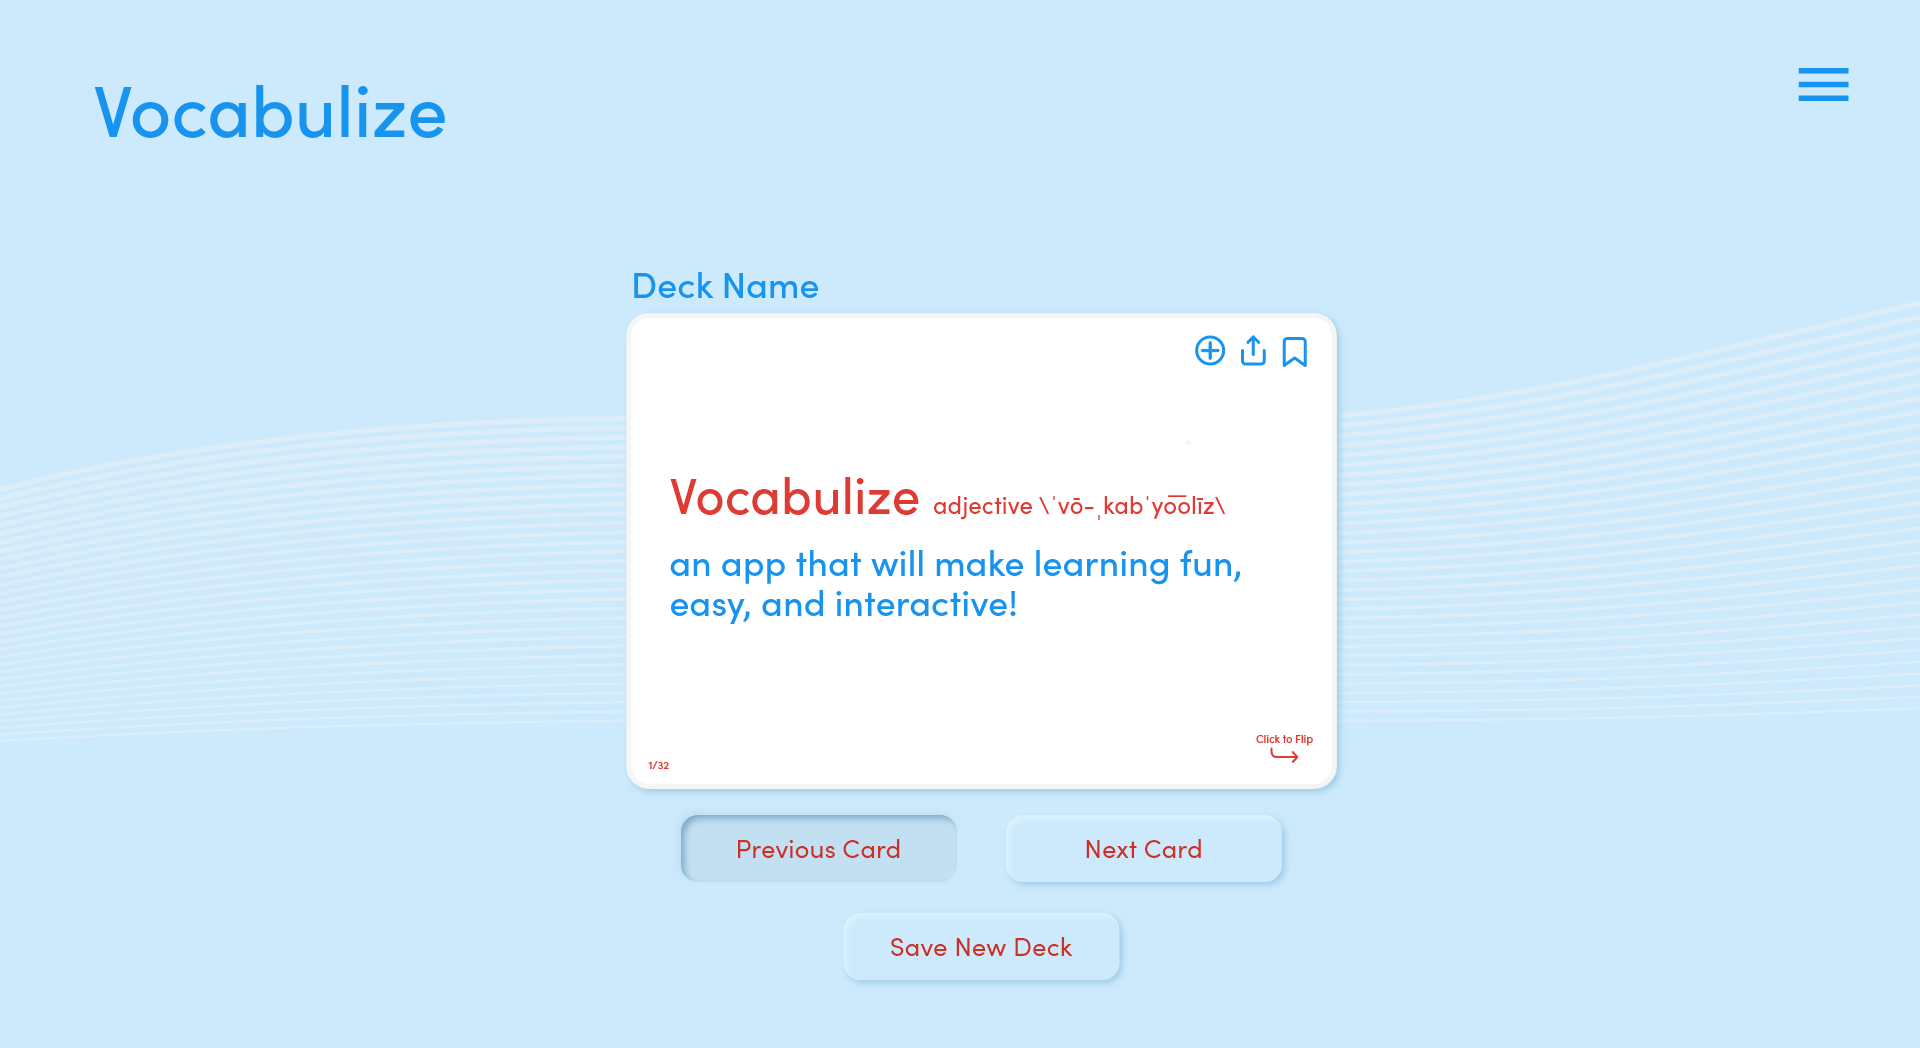 Vocabulize
Deck Name
Vocabulize adjective \ˈvō-ˌkabˈyo͞olīz\
an app that will make learning fun,
easy, and interactive!
Click to Flip
1/32
Previous Card
Next Card
Save New Deck